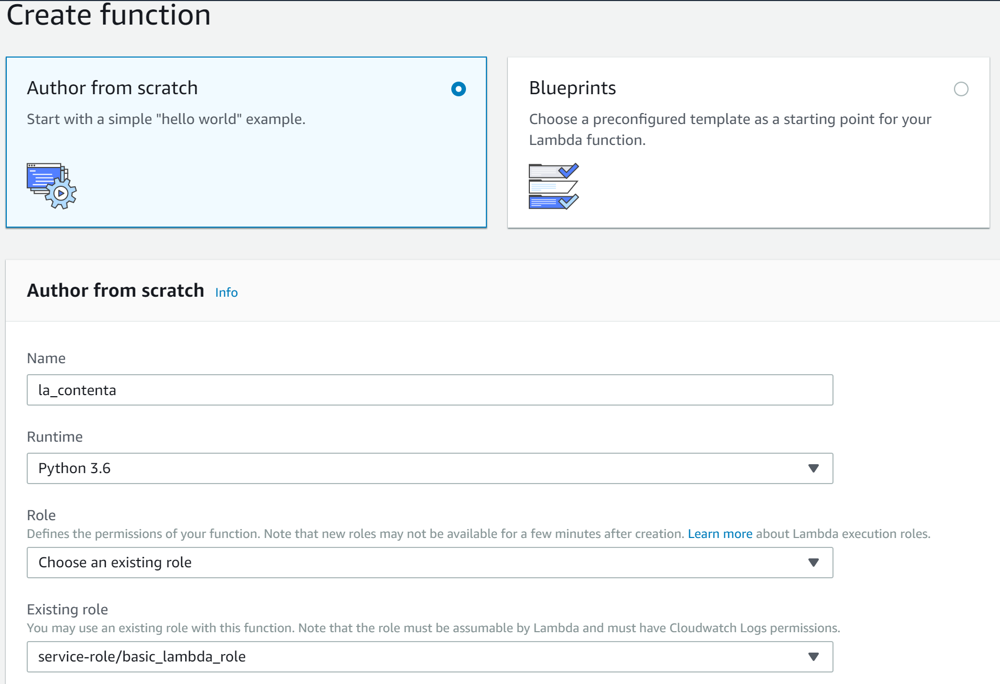 Create function
Author from scratch
Start with a simple "hello world" example.
Blueprints
Choose a preconfigured template as a starting point for your
Lambda function.
Author from scratch Info
Name
la_contenta
Runtime
Python 3.6
Role
Defines the permissions of your function. Note that new roles may not be available for a few minutes after creation. Learn more about Lambda execution roles.
Choose an existing role
Existing role
You may use an existing role with this function. Note that the role must be assumable by Lambda and must have Cloudwatch Logs permissions.
service-role/basic_lambda_role